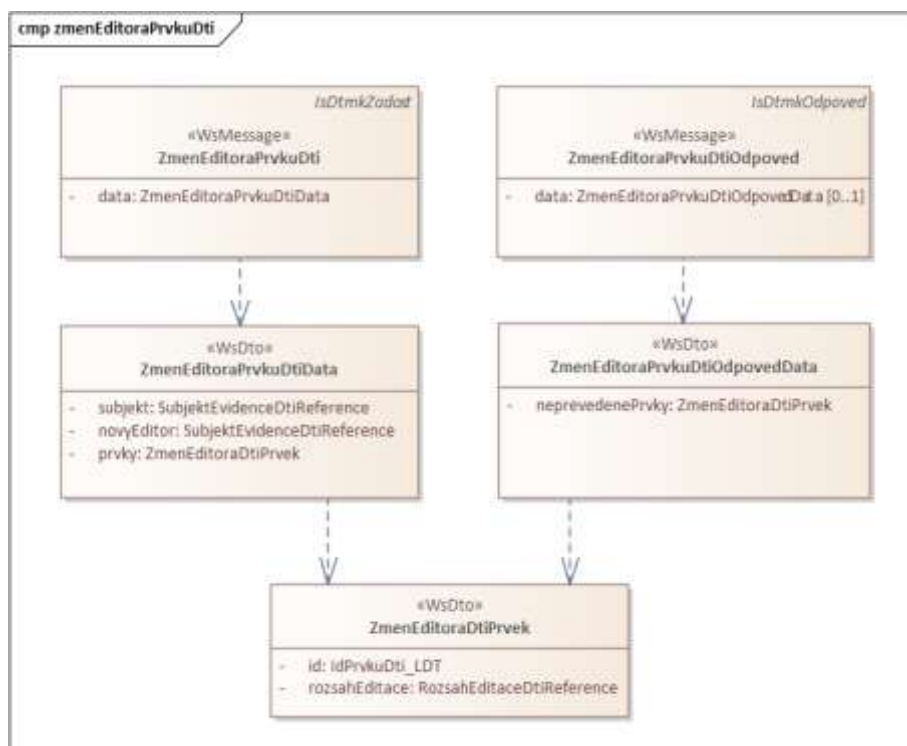 cmp zmenEditoraPrvkuDti
IsDtmkZadost
«WsMessage»
ZmenEditoraPrvkuDti
- data: ZmenEditoraPrvkuDtiData
IsDtmkOdpoved
«WsMessage»
ZmenEditoraPrvkuDtiOdpoved
- data: ZmenEditoraPrvkuDtiOdpovedData [0..1]
«WsDto»
ZmenEditoraPrvkuDtiData
- subjekt: SubjektEvidenceDtiReference
- novyEditor: SubjektEvidenceDtiReference
- prvky: ZmenEditoraDtiPrvek
«WsDto»
ZmenEditoraPrvkuDtiOdpovedData
- neprevedenePrvky: ZmenEditoraDtiPrvek
«WsDto»
ZmenEditoraDtiPrvek
- id: IdPrvkuDti_LDT
- rozsahEditace: RozsahEditaceDtiReference